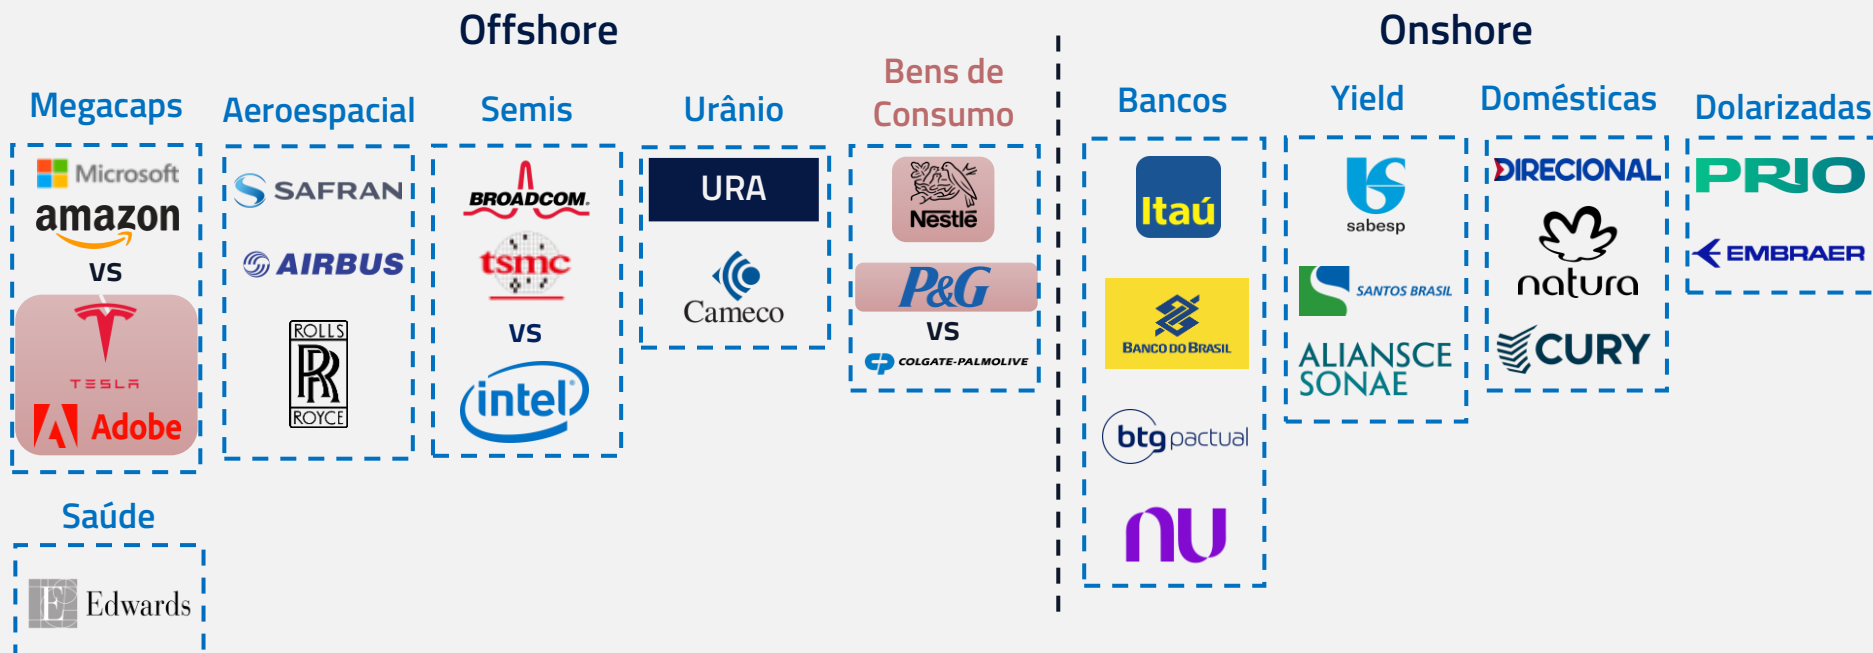 Offshore
Onshore
Megacaps
Microsoft
amazon
vs
TESLA
Adobe
Aeroespacial
SAFRAN
AIRBUS
ROLLS
RR
ROYCE
Semis
BROADCOM.
tsmc
vs
intel
Urânio
URA
Cameco
Bens de
Consumo
Nestlé
P&G
vs
CP COLGATE-PALMOLIVE
Saúde
E Edwards
Bancos
Itaú
BANCO DO BRASIL
btg pactual
nu
Yield
sabesp
SANTOS BRASIL
ALIANSCE
SONAE
Domésticas
DIRECIONAL
natura
CURY
Dolarizadas
PRIO
EMBRAER